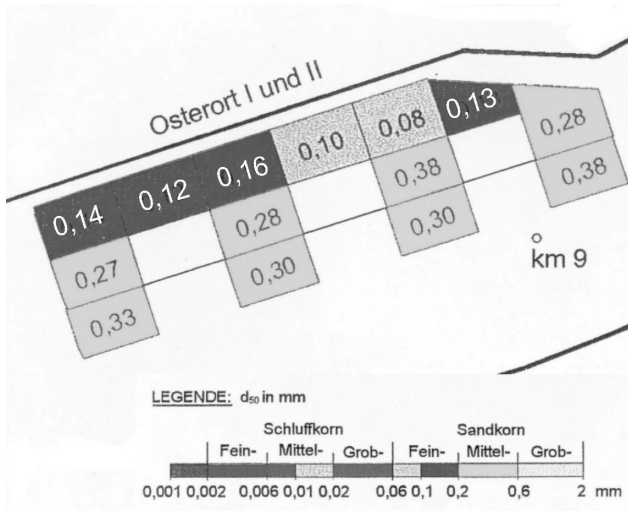 Osterort I und II
0,14 0,12 0,16 0,10 0,08 0,13 0,28
0,27 0,28 0,38 0,38
0,33 0,30 0,30
km 9
LEGENDE: d50 in mm
Schluffkorn Sandkorn
Fein- Mittel- Grob- Fein- Mittel- Grob-
0,001 0,002 0,006 0,01 0,02 0,06 0,1 0,2 0,6 2 mm